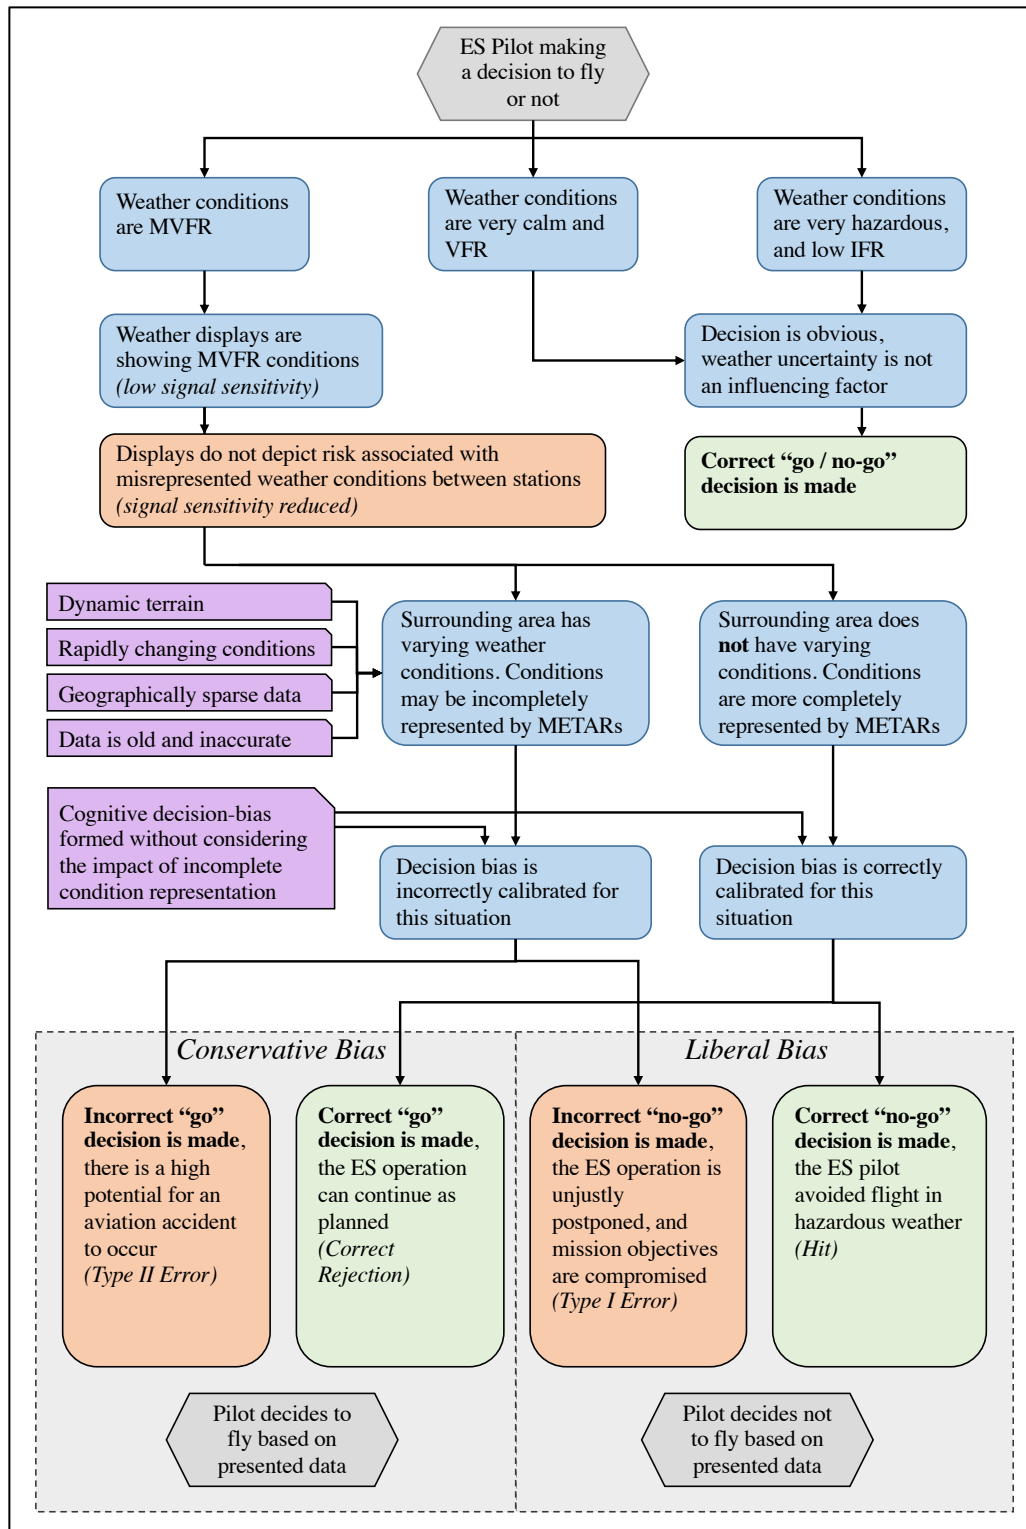 ES Pilot making
a decision to fly
or not
Weather conditions
are MVFR
Weather conditions
are very calm and
VFR
Weather conditions
are very hazardous,
and low IFR
Weather displays are
showing MVFR conditions
(low signal sensitivity)
Decision is obvious,
weather uncertainty is not
an influencing factor
Displays do not depict risk associated with
misrepresented weather conditions between stations
(signal sensitivity reduced)
Correct “go / no-go”
decision is made
Dynamic terrain
Rapidly changing conditions
Geographically sparse data
Data is old and inaccurate
Surrounding area has
varying weather
conditions. Conditions
may be incompletely
represented by METARs
Surrounding area does
not have varying
conditions. Conditions
are more completely
represented by METARs
Cognitive decision-bias
formed without considering
the impact of incomplete
condition representation
Decision bias is
incorrectly calibrated for
this situation
Decision bias is correctly
calibrated for this
situation
Conservative Bias
Liberal Bias
Incorrect “go”
decision is made,
there is a high
potential for an
aviation accident
to occur
(Type II Error)
Correct “go”
decision is made,
the ES operation
can continue as
planned
(Correct
Rejection)
Incorrect “no-go”
decision is made,
the ES operation is
unjustly
postponed, and
mission objectives
are compromised
(Type I Error)
Correct “no-go”
decision is made,
the ES pilot
avoided flight in
hazardous weather
(Hit)
Pilot decides to
fly based on
presented data
Pilot decides not
to fly based on
presented data